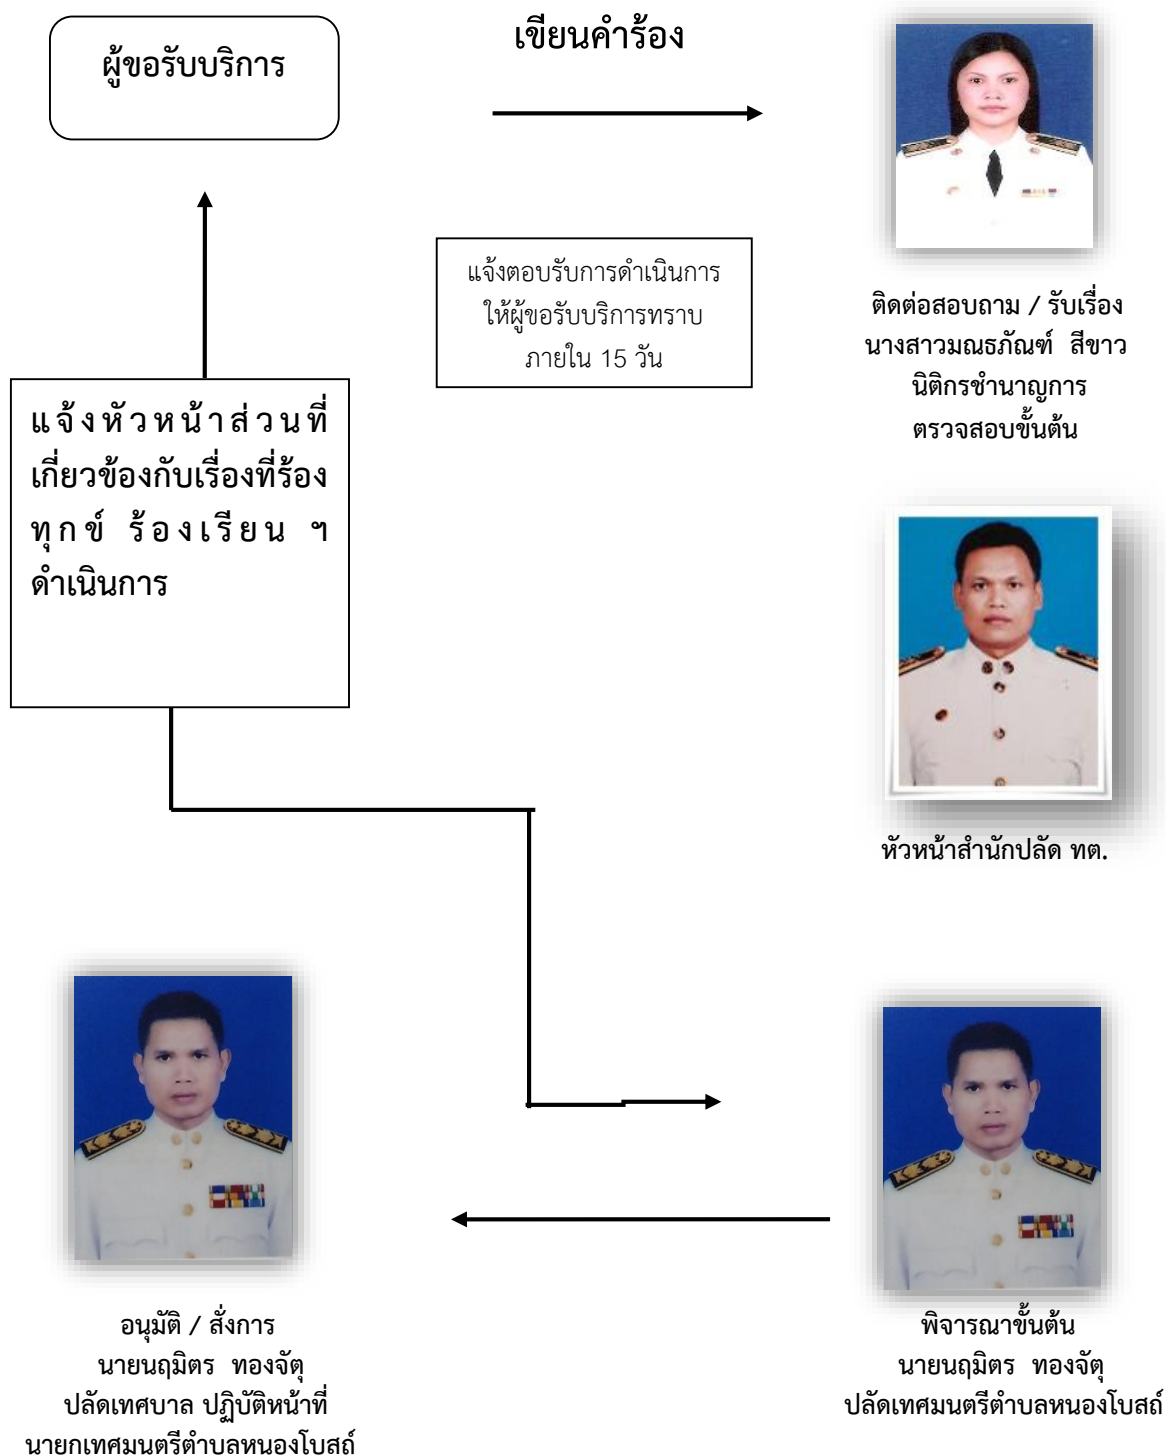 ผู้ขอรับบริการ
เขียนคำร้อง
แจ้งตอบรับการดำเนินการ
ให้ผู้ขอรับบริการทราบ
ภายใน 15 วัน
ติดต่อสอบถาม / รับเรื่อง
นางสาวมณธภัณฑ์ สีขาว
นิติกรชำนาญการ
ตรวจสอบขั้นต้น
แจ้งหัวหน้าส่วนที่
เกี่ยวข้องกับเรื่องที่ร้อง
ทุกข์ ร้องเรียน ฯ
ดำเนินการ
หัวหน้าสำนักปลัด ทต.
อนุมัติ / สั่งการ
นายนฤมิตร ทองจัตุ
ปลัดเทศบาล ปฏิบัติหน้าที่
นายกเทศมนตรีตำบลหนองโบสถ์
พิจารณาขั้นต้น
นายนฤมิตร ทองจัตุ
ปลัดเทศมนตรีตำบลหนองโบสถ์